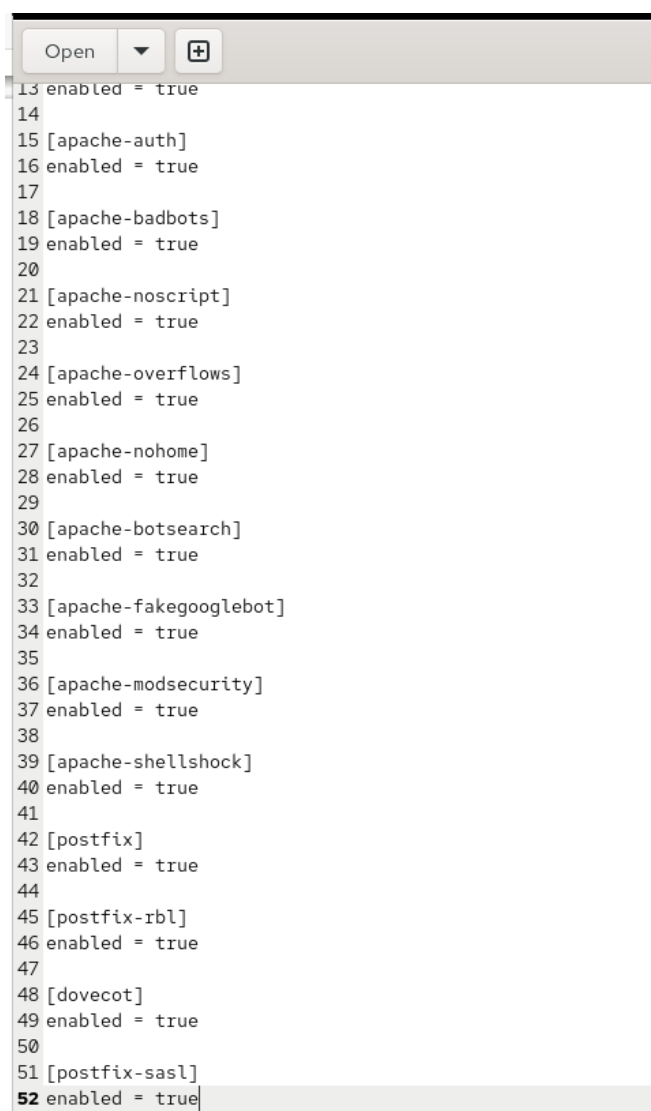 Open
13 enabled = true
14
15 [apache-auth]
16 enabled = true
17
18 [apache-badbots]
19 enabled = true
20
21 [apache-noscript]
22 enabled = true
23
24 [apache-overflows]
25 enabled = true
26
27 [apache-nohome]
28 enabled = true
29
30 [apache-botsearch]
31 enabled = true
32
33 [apache-fakegooglebot]
34 enabled = true
35
36 [apache-modsecurity]
37 enabled = true
38
39 [apache-shellshock]
40 enabled = true
41
42 [postfix]
43 enabled = true
44
45 [postfix-rbl]
46 enabled = true
47
48 [dovecot]
49 enabled = true
50
51 [postfix-sasl]
52 enabled = true